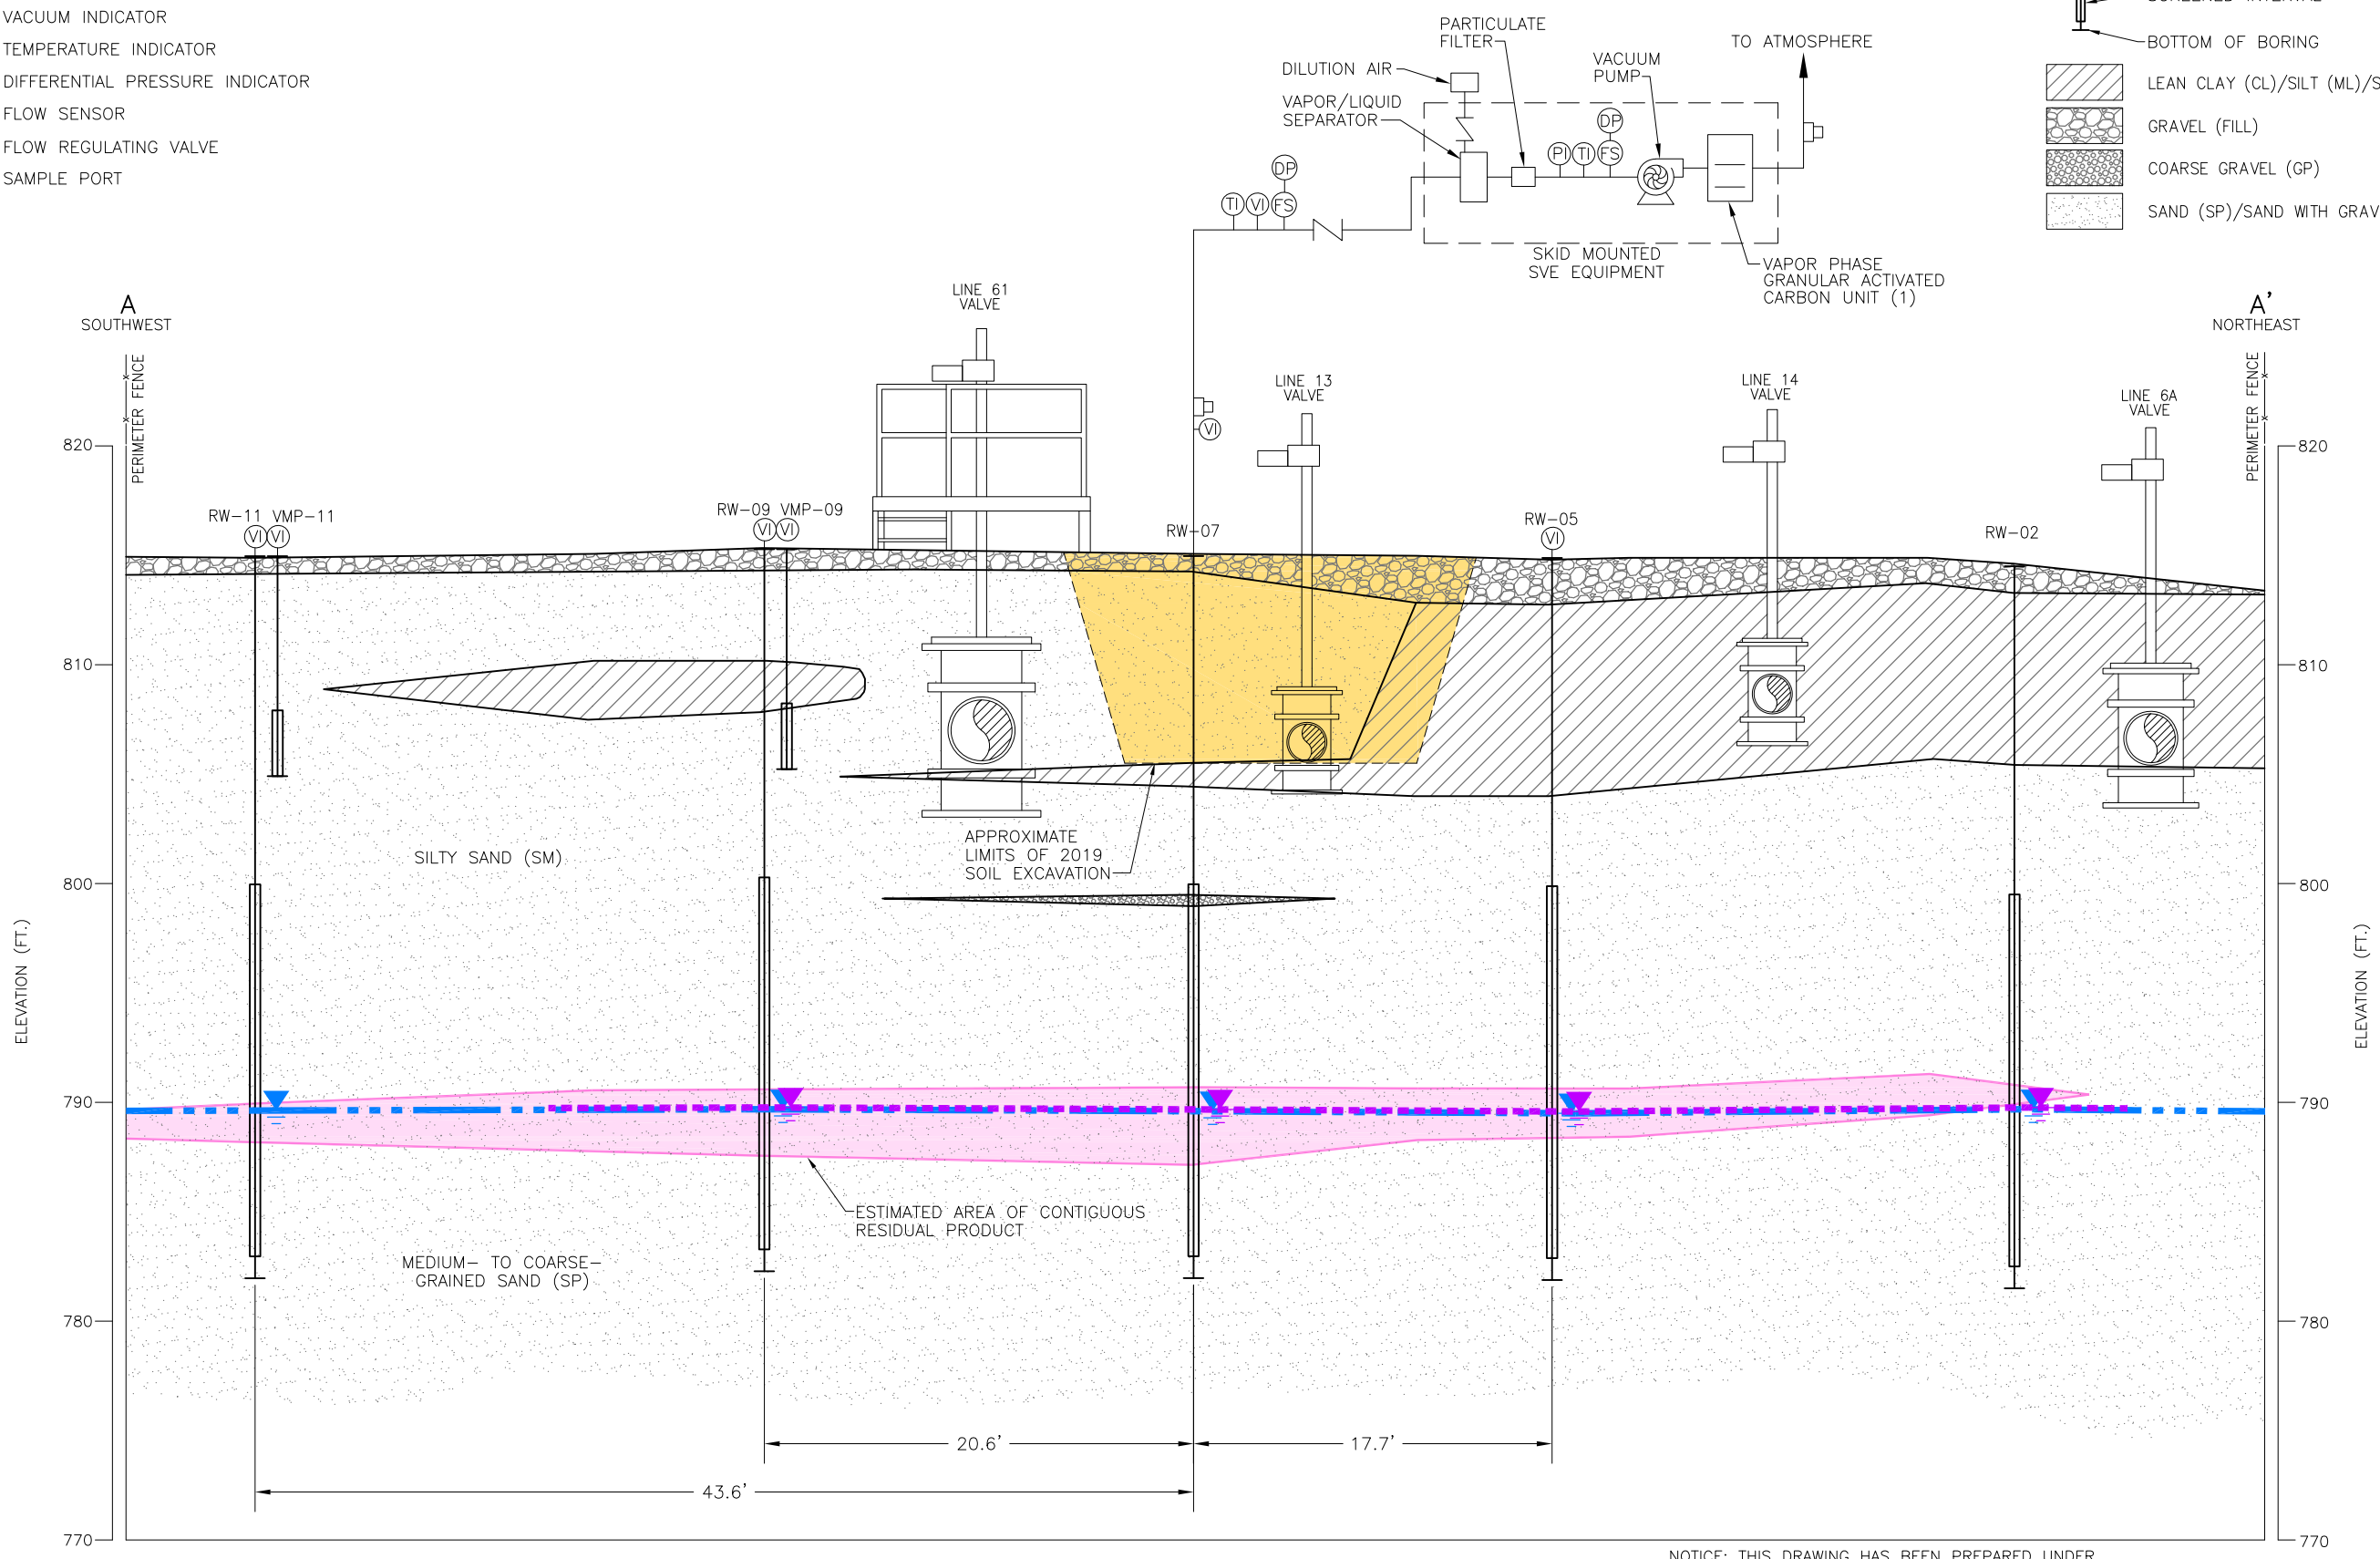 VACUUM INDICATOR
TEMPERATURE INDICATOR
DIFFERENTIAL PRESSURE INDICATOR
FLOW SENSOR
FLOW REGULATING VALVE
SAMPLE PORT
PARTICULATE
FILTER
DILUTION AIR
VAPOR/LIQUID
SEPARATOR
VACUUM
PUMP
TO ATMOSPHERE
DP
PI
TI
FS
DP
TI
VI
FS
SKID MOUNTED
SVE EQUIPMENT
VAPOR PHASE
GRANULAR ACTIVATED
CARBON UNIT (1)
SCREENED INTERVAL
BOTTOM OF BORING
LEAN CLAY (CL)/SILT (ML)/S
GRAVEL (FILL)
COARSE GRAVEL (GP)
SAND (SP)/SAND WITH GRAV
A
SOUTHWEST
A'
NORTHEAST
PERIMETER FENCE
PERIMETER FENCE
LINE 61
VALVE
LINE 13
VALVE
LINE 14
VALVE
LINE 6A
VALVE
VI
RW-11 VMP-11
VI VI
RW-09 VMP-09
VI VI
RW-07
RW-05
VI
RW-02
820
810
800
790
780
770
ELEVATION (FT.)
820
810
800
790
780
770
ELEVATION (FT.)
SILTY SAND (SM)
APPROXIMATE
LIMITS OF 2019
SOIL EXCAVATION
ESTIMATED AREA OF CONTIGUOUS
RESIDUAL PRODUCT
MEDIUM- TO COARSE-
GRAINED SAND (SP)
20.6'
17.7'
43.6'
NOTICE: THIS DRAWING HAS BEEN PREPARED UNDER